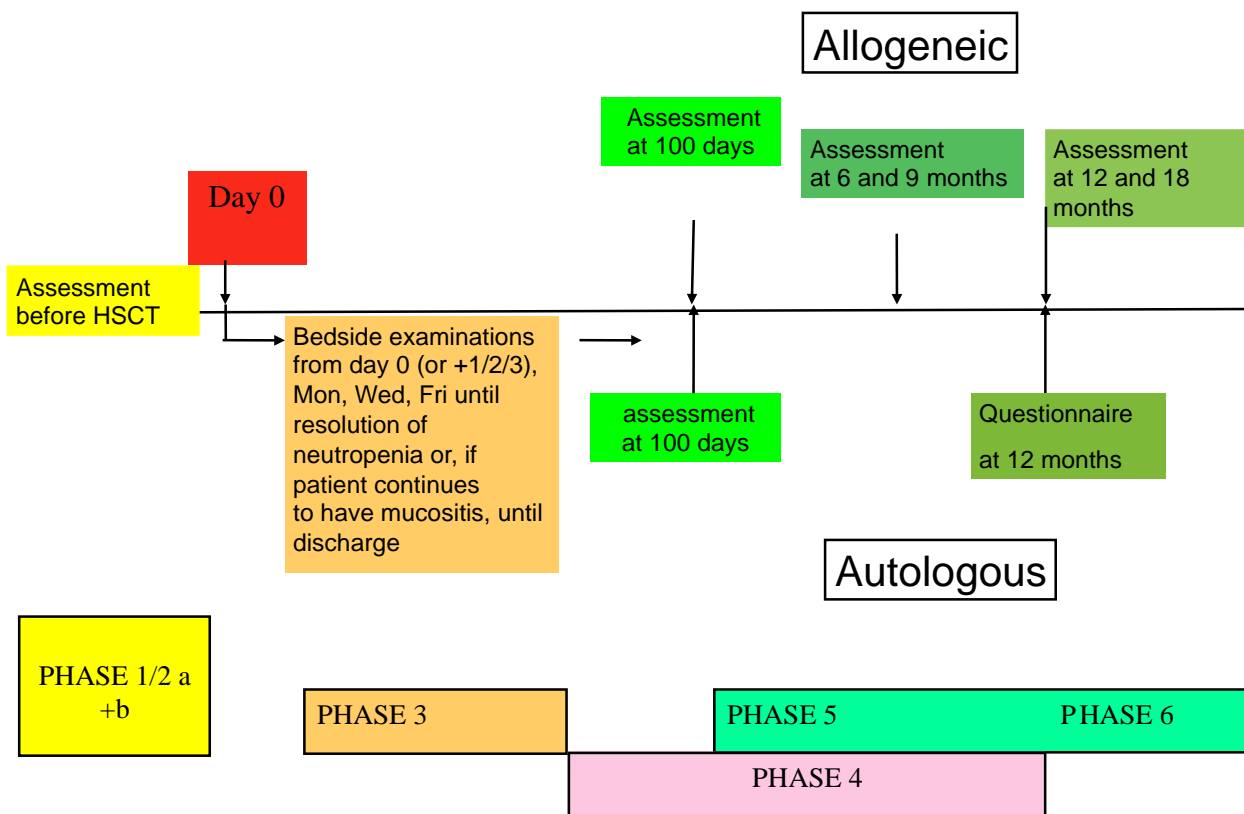 Allogeneic
Assessment
at 100 days
Assessment
at 6 and 9 months
Assessment
at 12 and 18
months
Day 0
Assessment
before HSCT
Bedside examinations
from day 0 (or +1/2/3),
Mon, Wed, Fri until
resolution of
neutropenia or, if
patient continues
to have mucositis, until
discharge
assessment
at 100 days
Questionnaire
at 12 months
Autologous
PHASE 1/2 a
+b
PHASE 3
PHASE 5
PHASE 6
PHASE 4